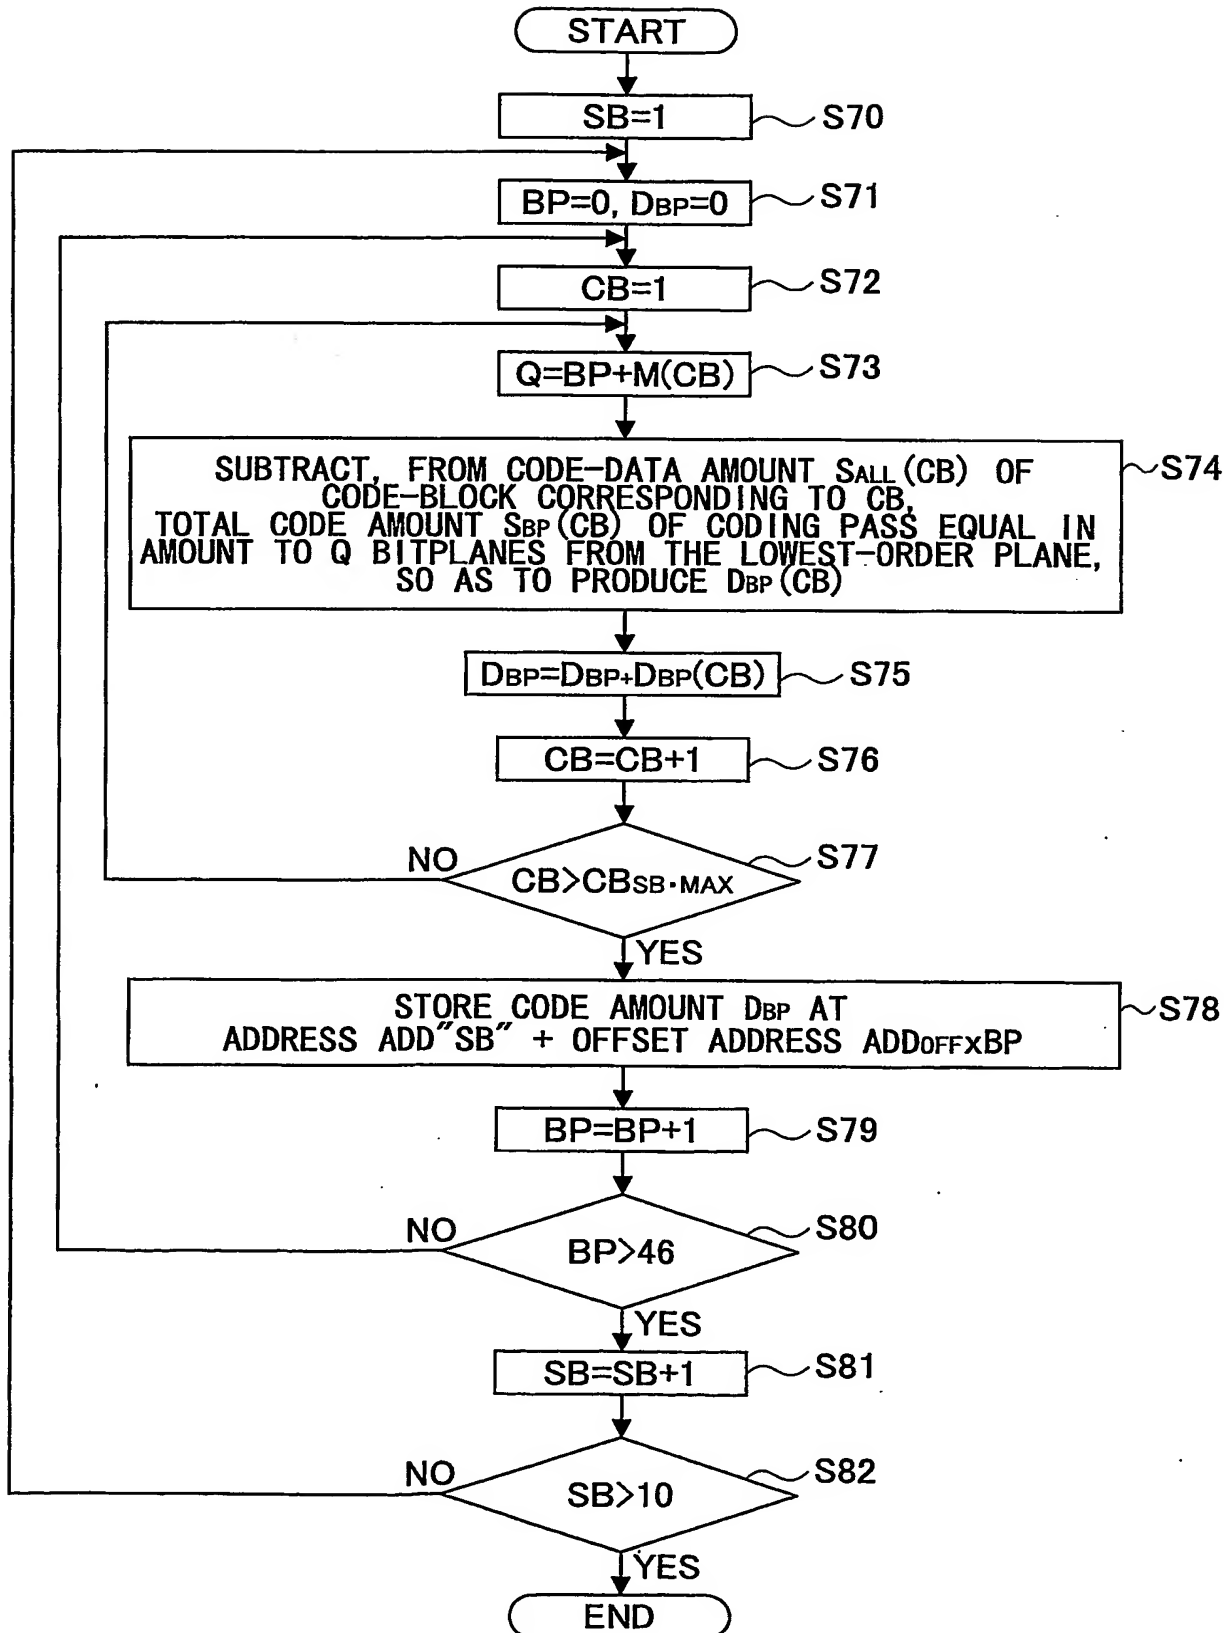 START
SB=1
S70
BP=0, DBP=0
S71
CB=1
S72
Q=BP+M(CB)
S73
SUBTRACT, FROM CODE-DATA AMOUNT SALL(CB) OF
CODE-BLOCK CORRESPONDING TO CB,
TOTAL CODE AMOUNT SBP(CB) OF CODING PASS EQUAL IN
AMOUNT TO Q BITPLANES FROM THE LOWEST-ORDER PLANE,
SO AS TO PRODUCE DBP(CB)
S74
DBP=DBP+DBP(CB)
S75
CB=CB+1
S76
CB>CBSB·MAX
S77
NO
YES
STORE CODE AMOUNT DBP AT
ADDRESS ADD"SB" + OFFSET ADDRESS ADDOFFxBP
S78
BP=BP+1
S79
BP>46
S80
NO
YES
SB=SB+1
S81
SB>10
S82
NO
YES
END